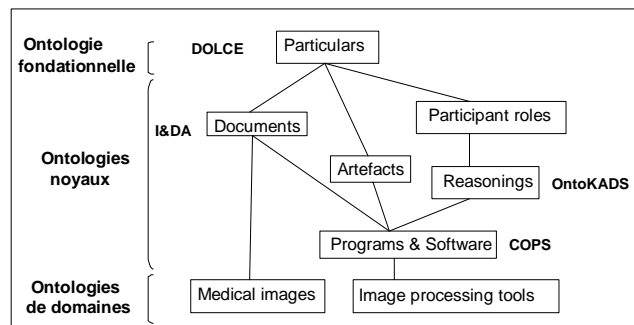 Ontologie
fondationnelle
DOLCE
Particulars
I&DA
Documents
Participant roles
Ontologies
noyaux
Artefacts
Reasonings
OntoKADS
Programs & Software
COPS
Ontologies
de domaines
Medical images
Image processing tools